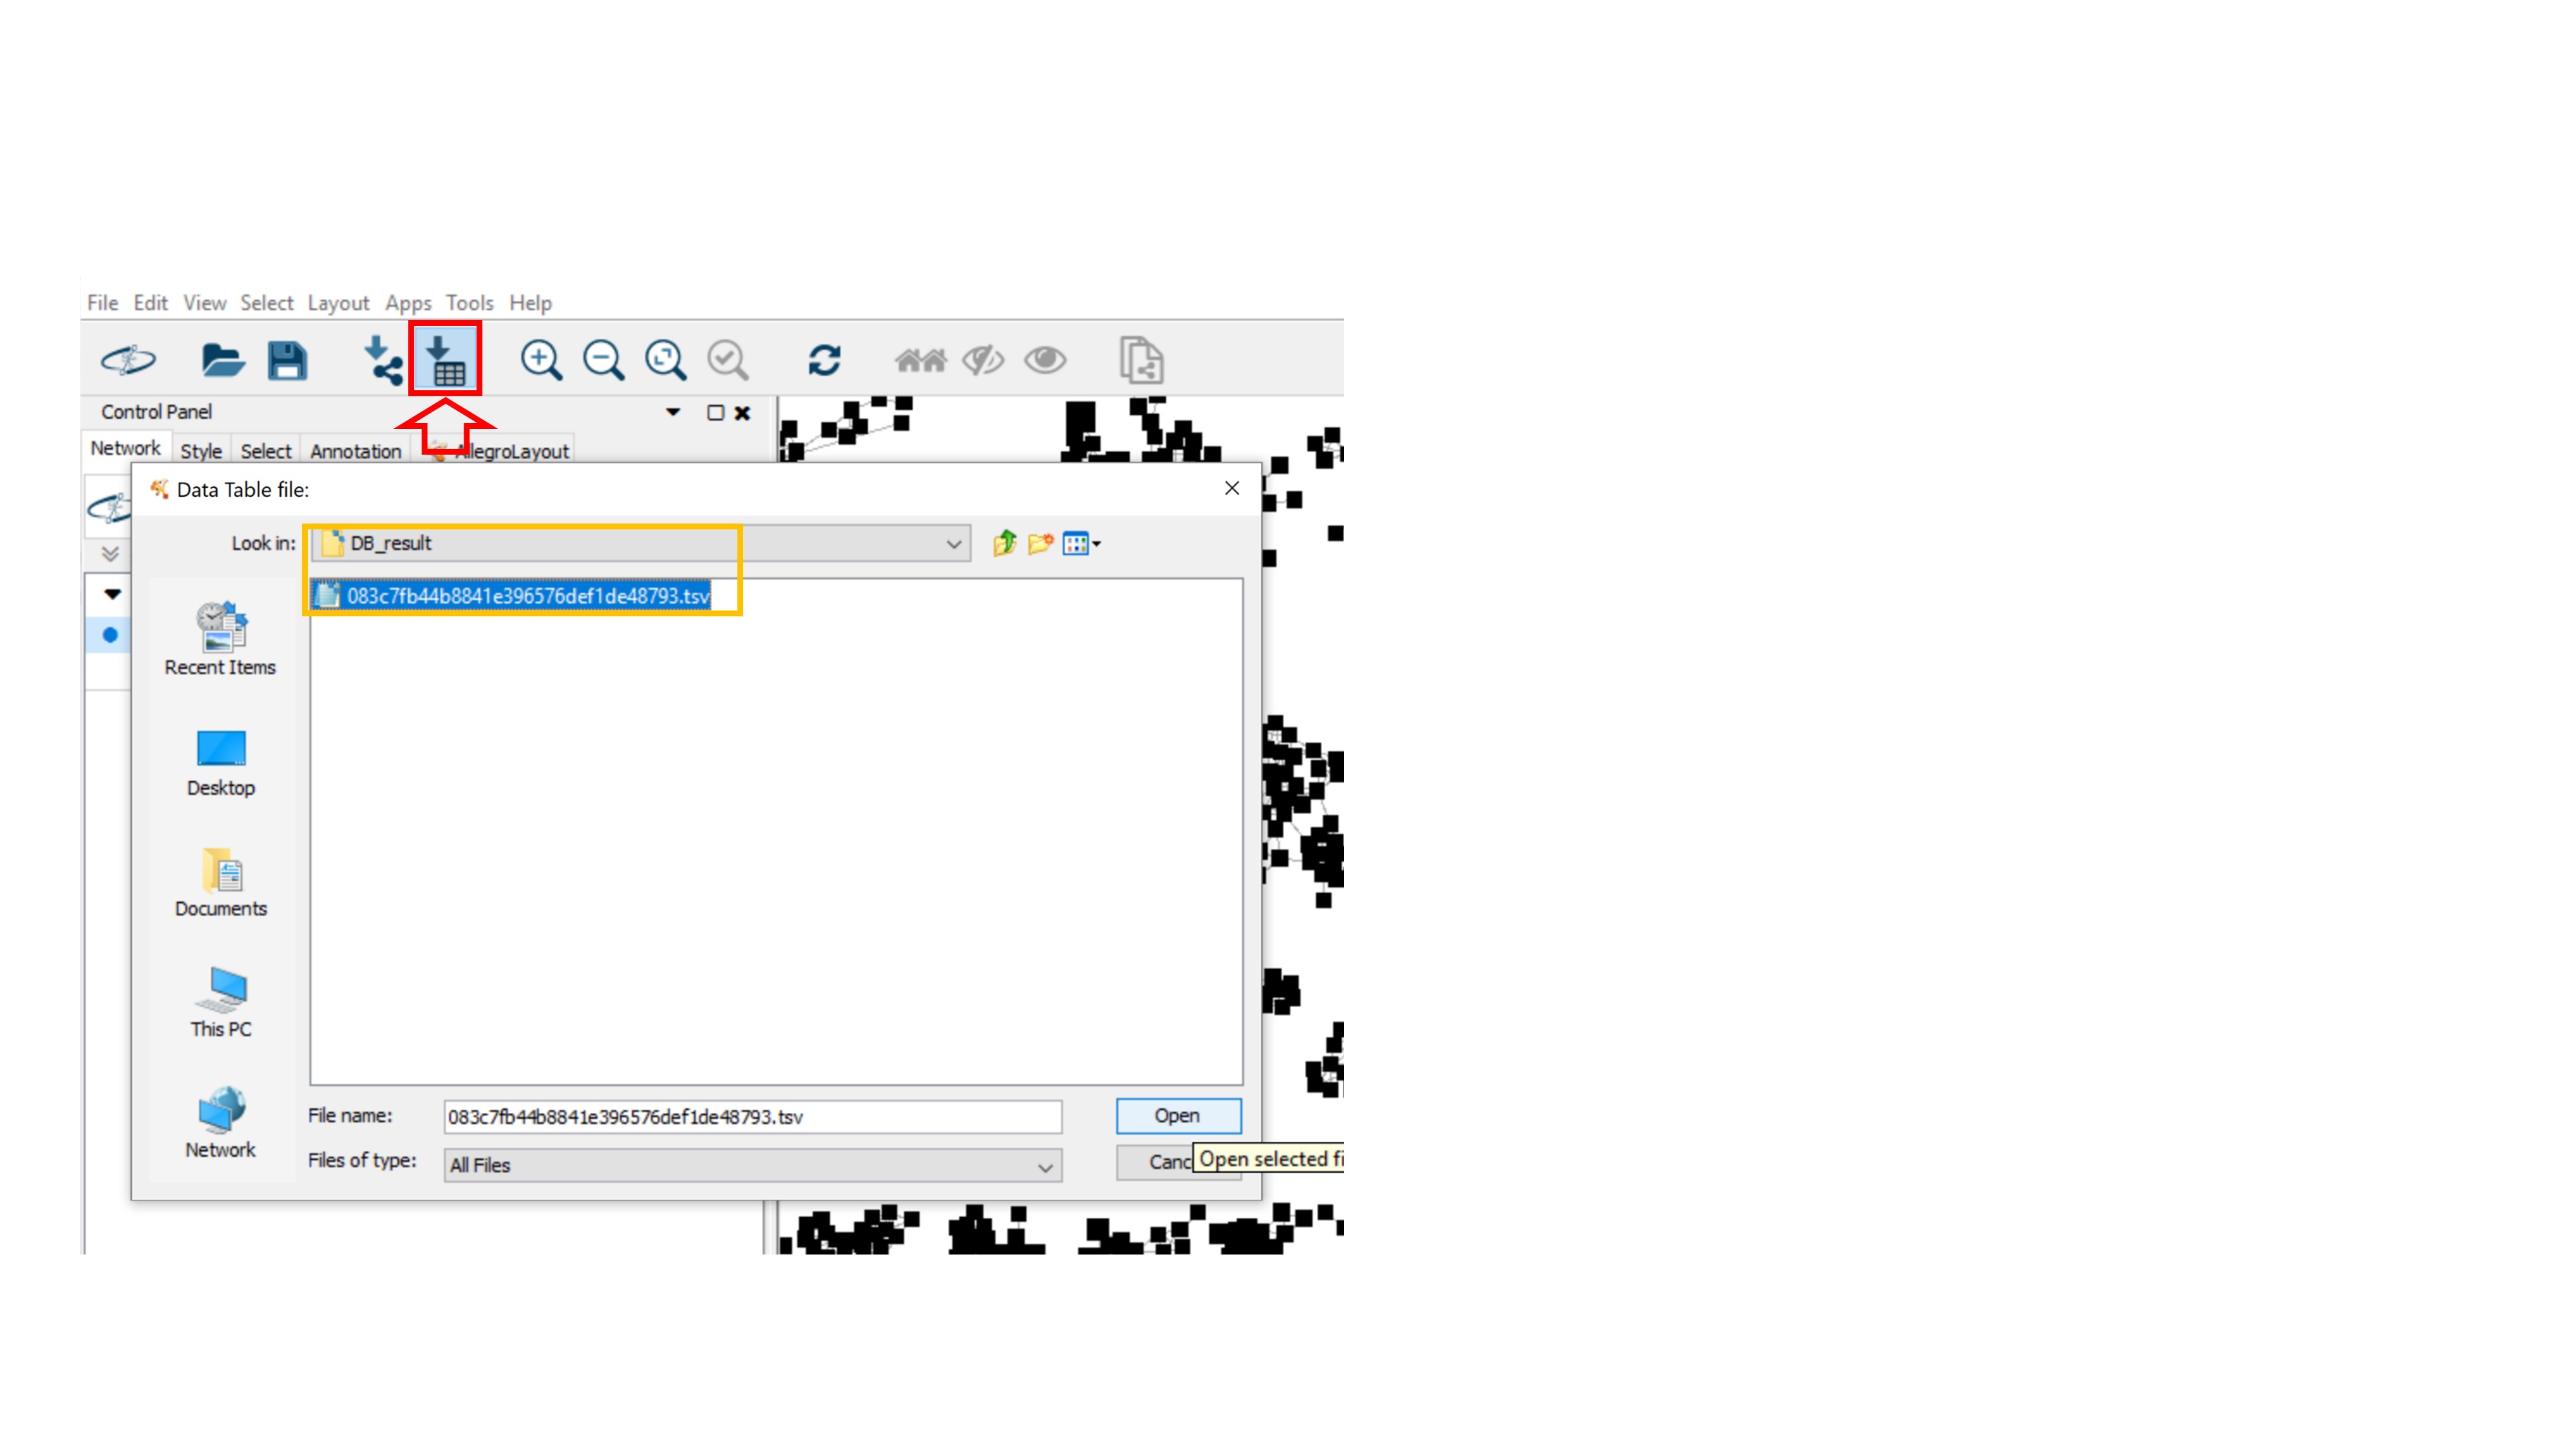 File Edit View Select Layout Apps Tools Help
Control Panel
Network Style Select Annotation AllegroLayout
Data Table file:
Look in: DB_result
083c7fb44b8841e396576def1de48793.tsv
Recent Items
Desktop
Documents
This PC
Network
File name: 083c7fb44b8841e396576def1de48793.tsv Open
Files of type: All Files Canc
Open selected fi